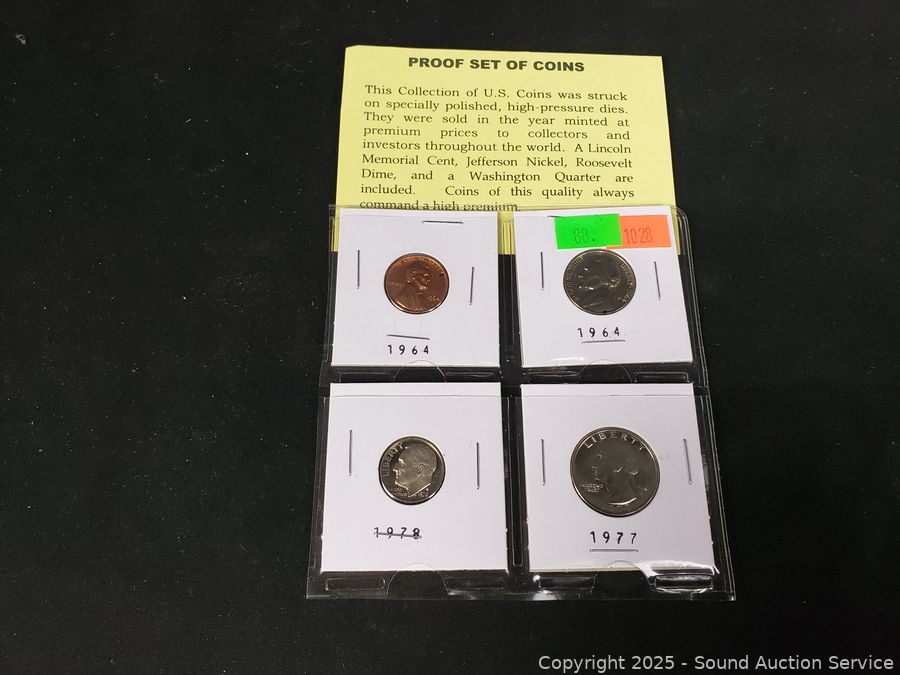 PROOF SET OF COINS
This Collection of U.S. Coins was struck
on specially polished, high-pressure dies.
They were sold in the year minted at
premium prices to collectors and
investors throughout the world. A Lincoln
Memorial Cent, Jefferson Nickel, Roosevelt
Dime, and a Washington Quarter are
included. Coins of this quality always
command a high premium.
88.
1028
1964
1964
1964
LIBERTY
1978
LIBERTY
1977
Copyright 2025 - Sound Auction Service